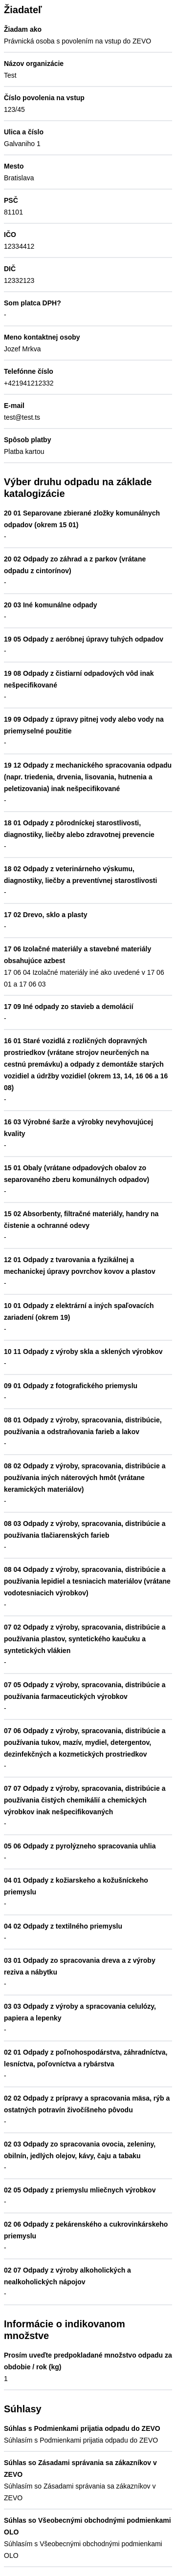 Žiadateľ
Žiadam ako
Právnická osoba s povolením na vstup do ZEVO
Názov organizácie
Test
Číslo povolenia na vstup
123/45
Ulica a číslo
Galvaniho 1
Mesto
Bratislava
PSČ
81101
IČO
12334412
DIČ
12332123
Som platca DPH?
-
Meno kontaktnej osoby
Jozef Mrkva
Telefónne číslo
+421941212332
E-mail
test@test.ts
Spôsob platby
Platba kartou
Výber druhu odpadu na základe
katalogizácie
20 01 Separovane zbierané zložky komunálnych
odpadov (okrem 15 01)
-
20 02 Odpady zo záhrad a z parkov (vrátane
odpadu z cintorínov)
-
20 03 Iné komunálne odpady
-
19 05 Odpady z aeróbnej úpravy tuhých odpadov
-
19 08 Odpady z čistiarní odpadových vôd inak
nešpecifikované
-
19 09 Odpady z úpravy pitnej vody alebo vody na
priemyselné použitie
-
19 12 Odpady z mechanického spracovania odpadu
(napr. triedenia, drvenia, lisovania, hutnenia a
peletizovania) inak nešpecifikované
-
18 01 Odpady z pôrodnickej starostlivosti,
diagnostiky, liečby alebo zdravotnej prevencie
-
18 02 Odpady z veterinárneho výskumu,
diagnostiky, liečby a preventívnej starostlivosti
-
17 02 Drevo, sklo a plasty
-
17 06 Izolačné materiály a stavebné materiály
obsahujúce azbest
17 06 04 Izolačné materiály iné ako uvedené v 17 06
01 a 17 06 03
17 09 Iné odpady zo stavieb a demolácií
-
16 01 Staré vozidlá z rozličných dopravných
prostriedkov (vrátane strojov neurčených na
cestnú premávku) a odpady z demontáže starých
vozidiel a údržby vozidiel (okrem 13, 14, 16 06 a 16
08)
-
16 03 Výrobné šarže a výrobky nevyhovujúcej
kvality
-
15 01 Obaly (vrátane odpadových obalov zo
separovaného zberu komunálnych odpadov)
-
15 02 Absorbenty, filtračné materiály, handry na
čistenie a ochranné odevy
-
12 01 Odpady z tvarovania a fyzikálnej a
mechanickej úpravy povrchov kovov a plastov
-
10 01 Odpady z elektrární a iných spaľovacích
zariadení (okrem 19)
-
10 11 Odpady z výroby skla a sklených výrobkov
-
09 01 Odpady z fotografického priemyslu
-
08 01 Odpady z výroby, spracovania, distribúcie,
používania a odstraňovania farieb a lakov
-
08 02 Odpady z výroby, spracovania, distribúcie a
používania iných náterových hmôt (vrátane
keramických materiálov)
-
08 03 Odpady z výroby, spracovania, distribúcie a
používania tlačiarenských farieb
-
08 04 Odpady z výroby, spracovania, distribúcie a
používania lepidiel a tesniacich materiálov (vrátane
vodotesniacich výrobkov)
-
07 02 Odpady z výroby, spracovania, distribúcie a
používania plastov, syntetického kaučuku a
syntetických vlákien
-
07 05 Odpady z výroby, spracovania, distribúcie a
používania farmaceutických výrobkov
-
07 06 Odpady z výroby, spracovania, distribúcie a
používania tukov, mazív, mydiel, detergentov,
dezinfekčných a kozmetických prostriedkov
-
07 07 Odpady z výroby, spracovania, distribúcie a
používania čistých chemikálií a chemických
výrobkov inak nešpecifikovaných
-
05 06 Odpady z pyrolýzneho spracovania uhlia
-
04 01 Odpady z kožiarskeho a kožušníckeho
priemyslu
-
04 02 Odpady z textilného priemyslu
-
03 01 Odpady zo spracovania dreva a z výroby
reziva a nábytku
-
03 03 Odpady z výroby a spracovania celulózy,
papiera a lepenky
-
02 01 Odpady z poľnohospodárstva, záhradníctva,
lesníctva, poľovníctva a rybárstva
-
02 02 Odpady z prípravy a spracovania mäsa, rýb a
ostatných potravín živočíšneho pôvodu
-
02 03 Odpady zo spracovania ovocia, zeleniny,
obilnín, jedlých olejov, kávy, čaju a tabaku
-
02 05 Odpady z priemyslu mliečnych výrobkov
-
02 06 Odpady z pekárenského a cukrovinkárskeho
priemyslu
-
02 07 Odpady z výroby alkoholických a
nealkoholických nápojov
-
Informácie o indikovanom
množstve
Prosím uveďte predpokladané množstvo odpadu za
obdobie / rok (kg)
1
Súhlasy
Súhlas s Podmienkami prijatia odpadu do ZEVO
Súhlasím s Podmienkami prijatia odpadu do ZEVO
Súhlas so Zásadami správania sa zákazníkov v
ZEVO
Súhlasím so Zásadami správania sa zákazníkov v
ZEVO
Súhlas so Všeobecnými obchodnými podmienkami
OLO
Súhlasím s Všeobecnými obchodnými podmienkami
OLO